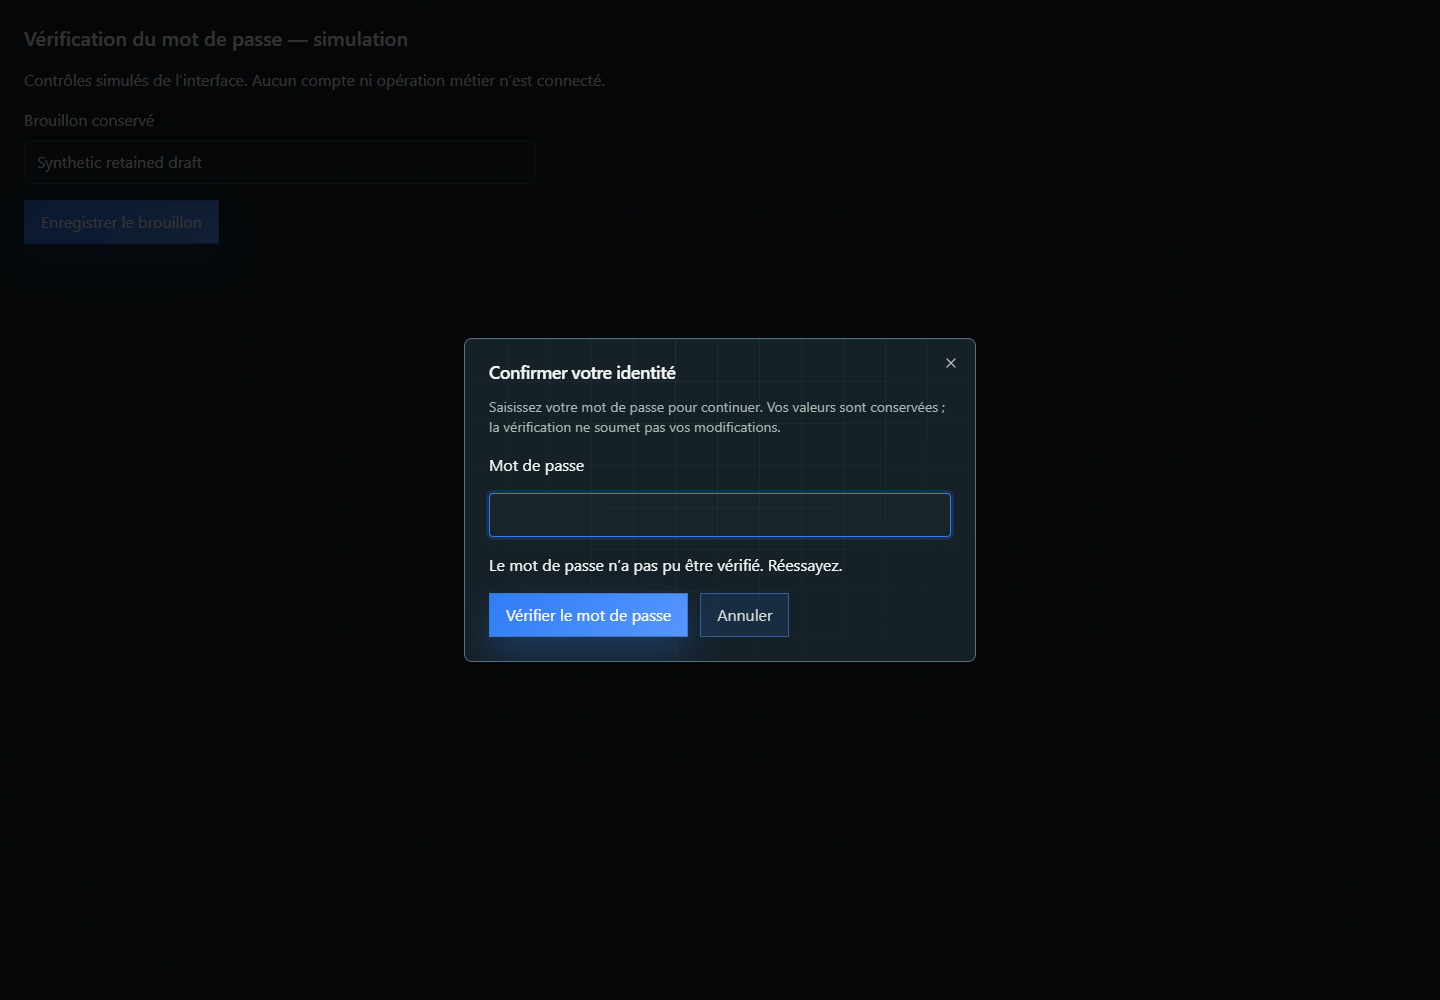 Vérification du mot de passe — simulation
Contrôles simulés de l’interface. Aucun compte ni opération métier n’est connecté.
Brouillon conservé
Synthetic retained draft
Enregistrer le brouillon
Confirmer votre identité
Saisissez votre mot de passe pour continuer. Vos valeurs sont conservées ;
la vérification ne soumet pas vos modifications.
Mot de passe
Le mot de passe n’a pas pu être vérifié. Réessayez.
Vérifier le mot de passe
Annuler